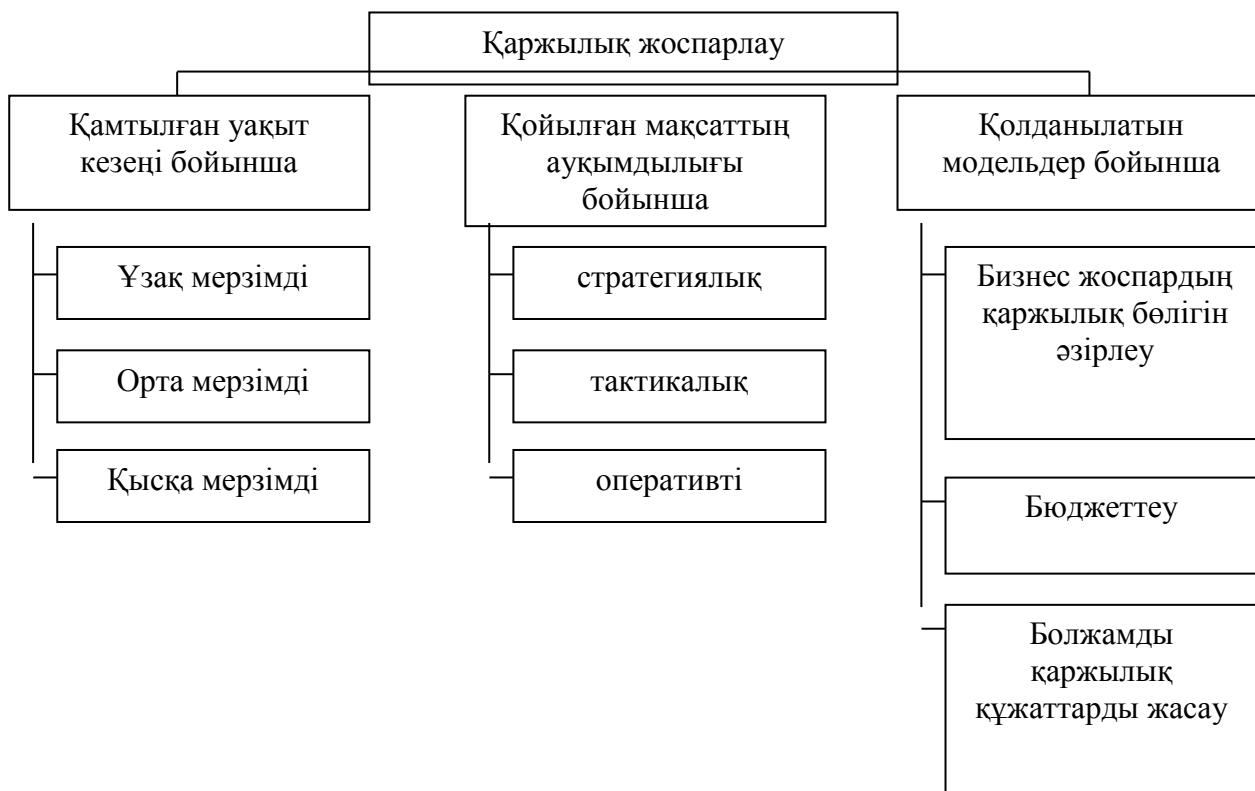 Қаржылық жоспарлау
Қамтылған уақыт
кезеңі бойынша
Ұзақ мерзімді
Орта мерзімді
Қысқа мерзімді
Қойылған мақсаттың
ауқымдылығы
бойынша
стратегиялық
тактикалық
оперативті
Қолданылатын
модельдер бойынша
Бизнес жоспардың
қаржылық бөлігін
әзірлеу
Бюджеттеу
Болжамды
қаржылық
құжаттарды жасау